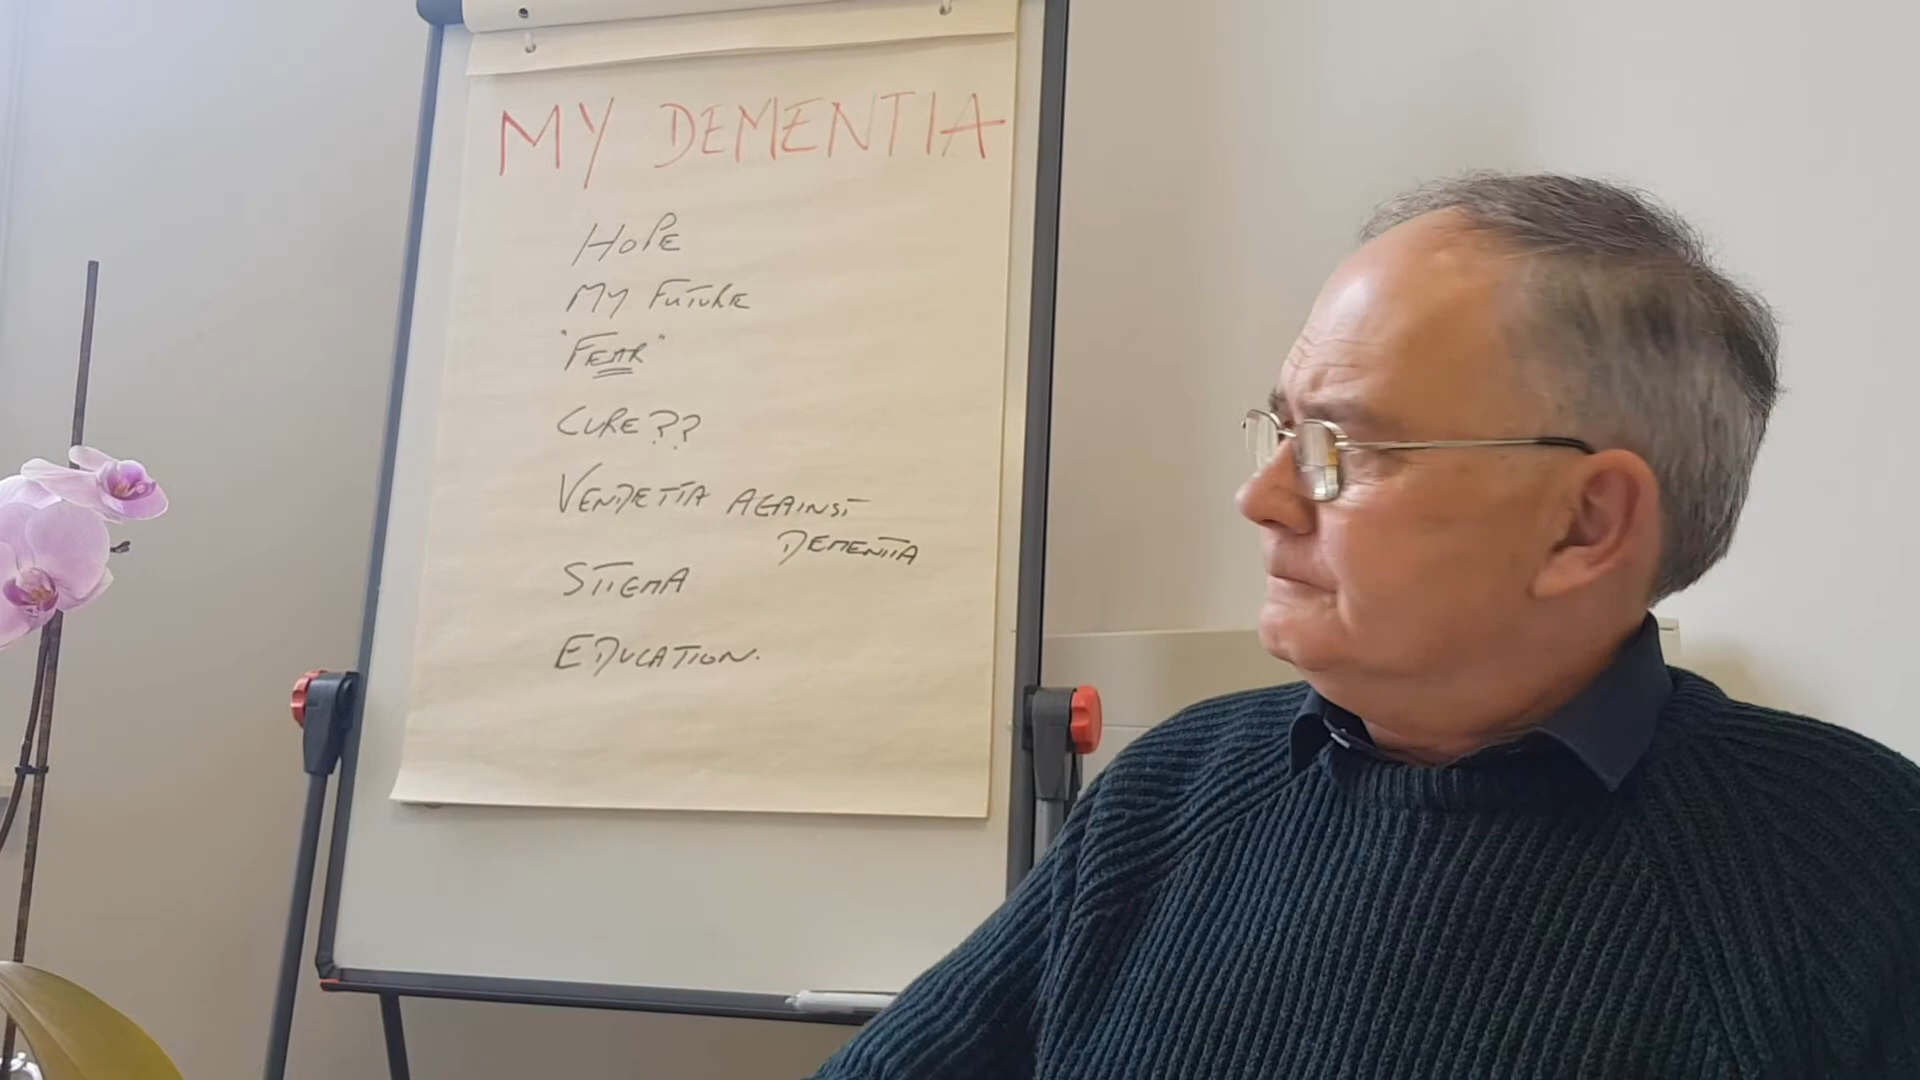 MY DEMENTIA
HOPE
MY FUTURE
"FEAR"
CURE??
VENDETTA AGAINST
DEMENTIA
STIGMA
EDUCATION.